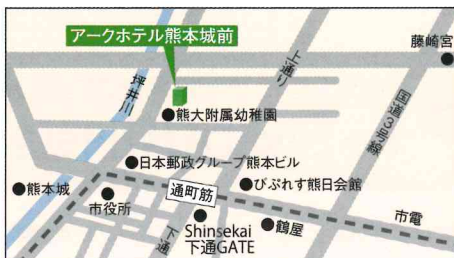 アークホテル熊本城前
藤崎宮
坪井川
上通り
国道3号線
熊大附属幼稚園
日本郵政グループ熊本ビル
熊本城
通町筋
びぷれす熊日会館
市役所
市電
Shinsekai
下通GATE
鶴屋
下通